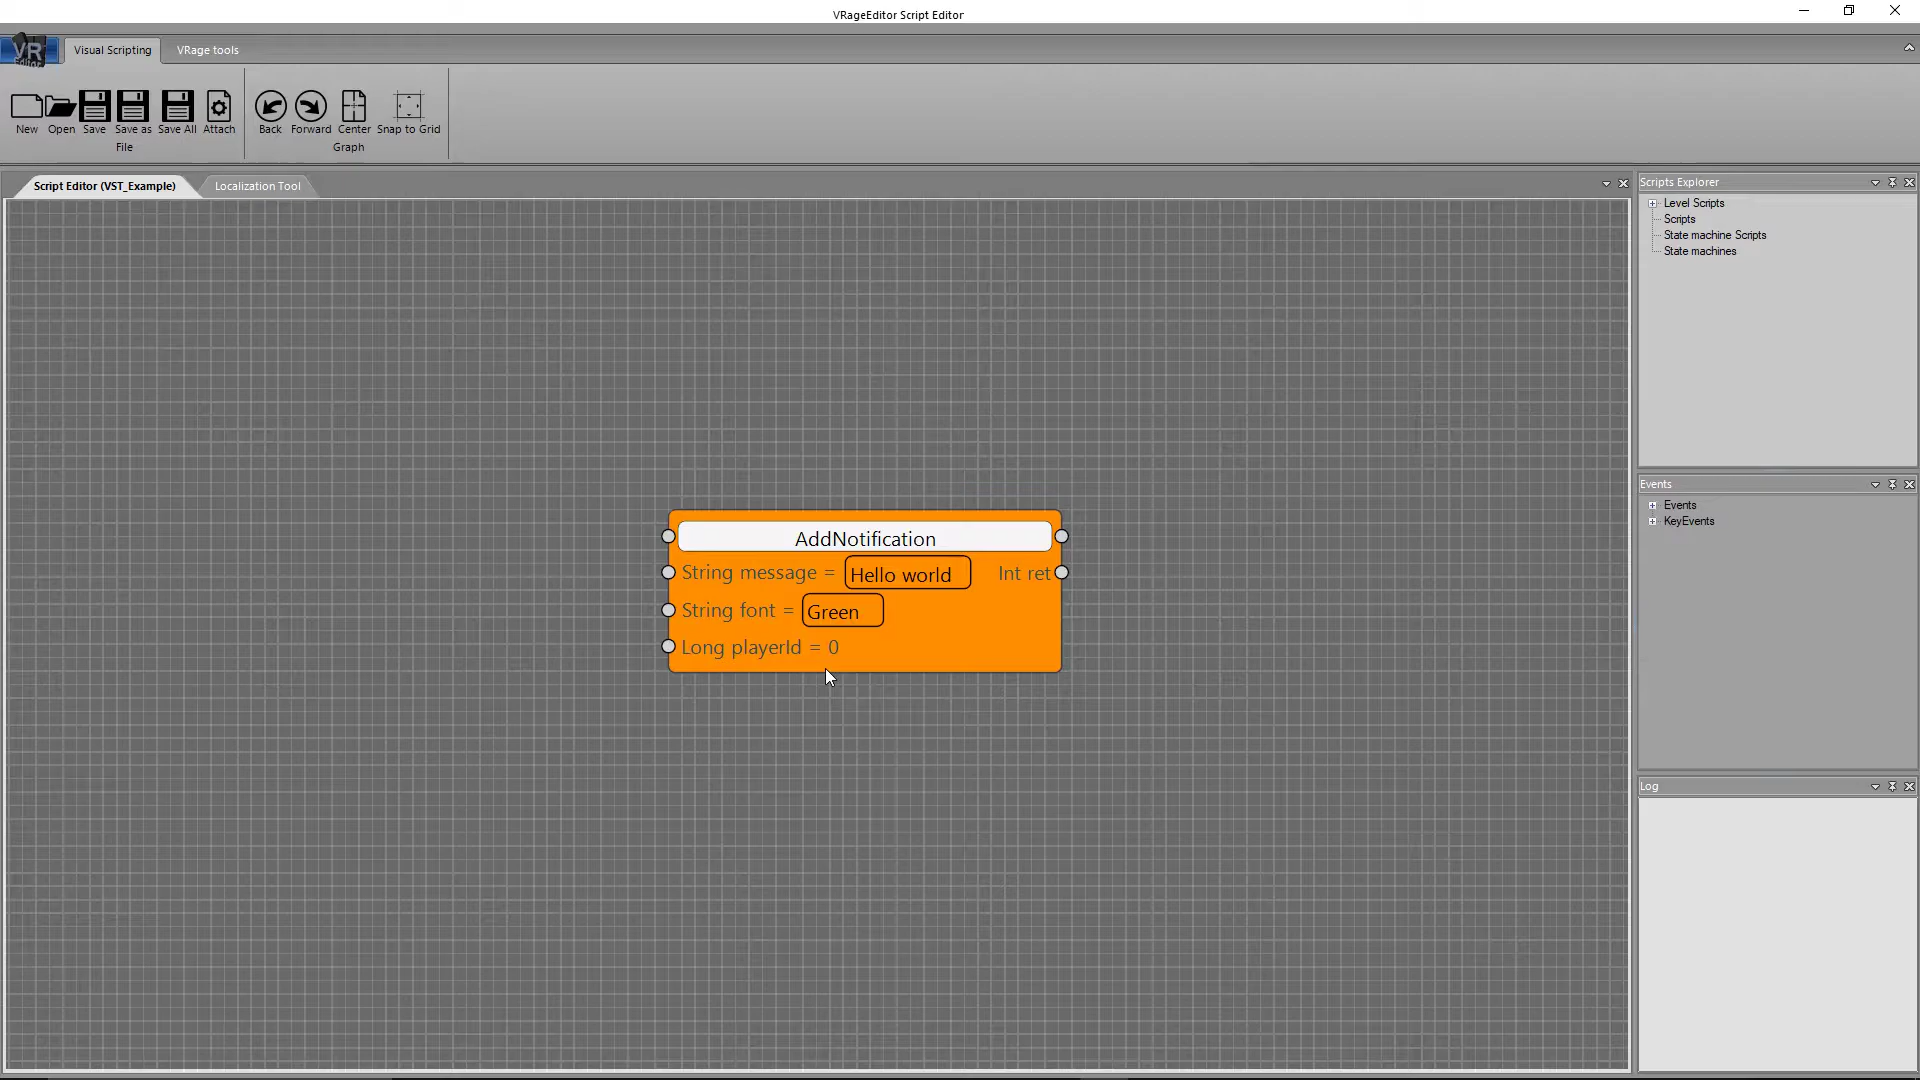 VRageEditor Script Editor
VR
Editor
Visual Scripting
VRage tools
New
Open
Save
Save as
Save All
Attach
File
Back
Forward
Center
Snap to Grid
Graph
Script Editor (VST_Example)
Localization Tool
AddNotification
String message = Hello world
Int ret
String font = Green
Long playerId = 0
Scripts Explorer
Level Scripts
Scripts
State machine Scripts
State machines
Events
Events
KeyEvents
Log